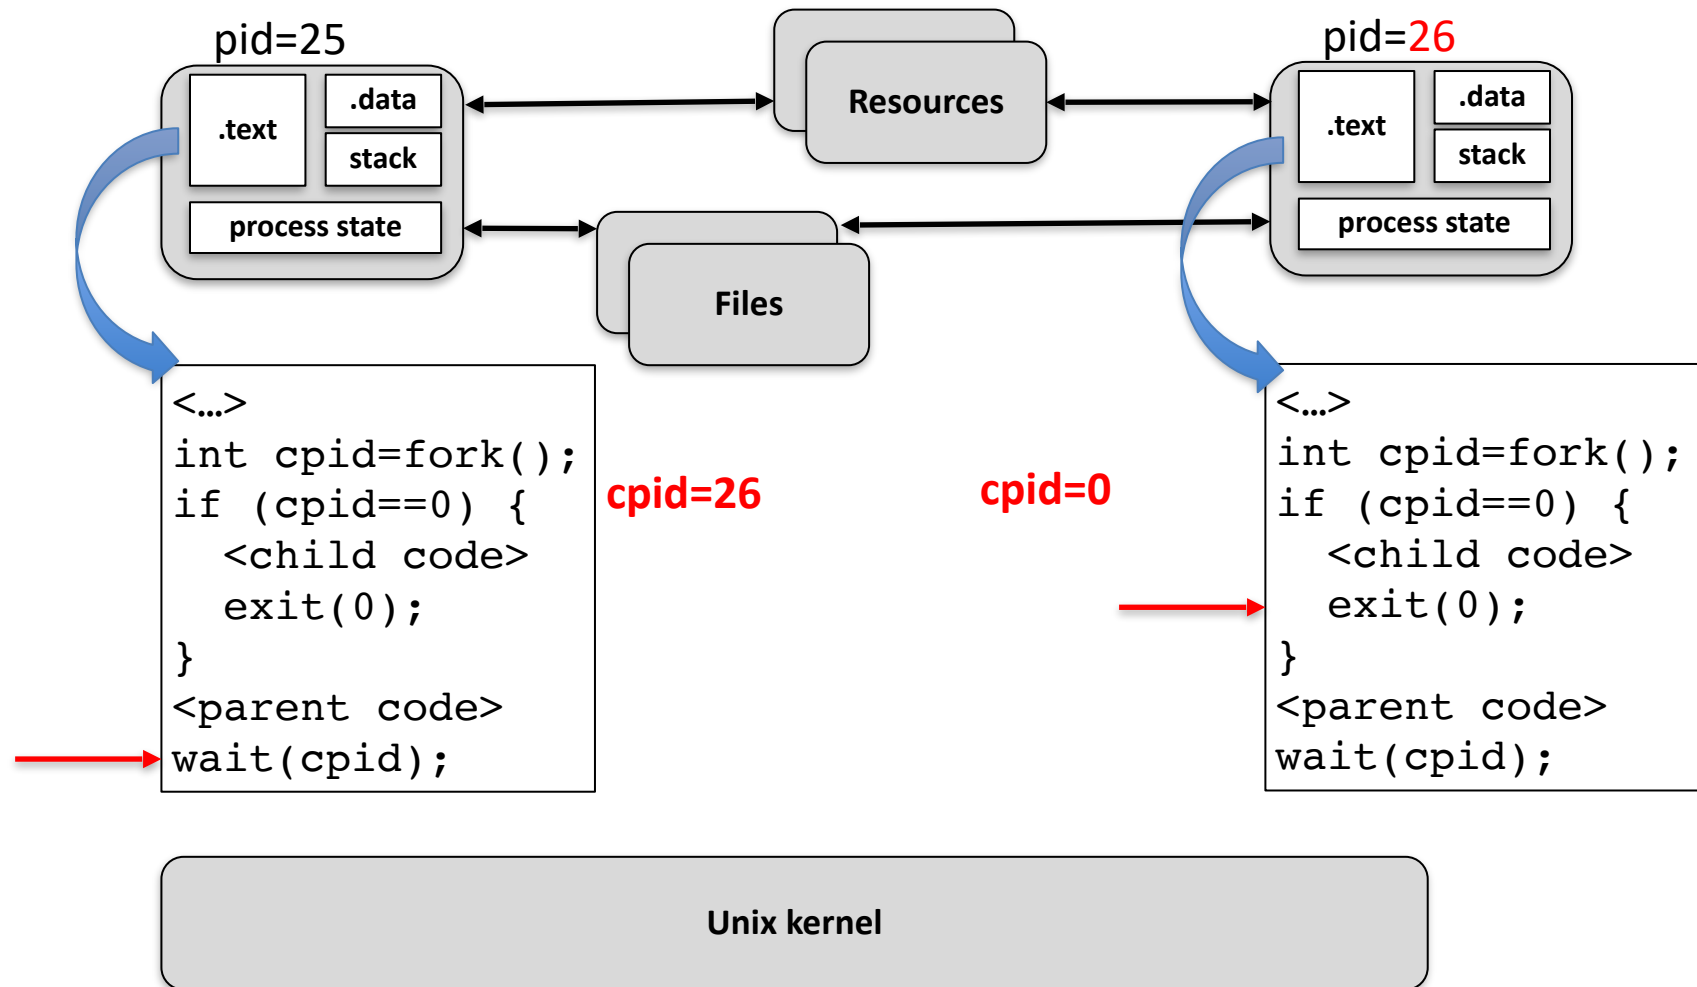 pid=25
.text
.data
stack
process state
Resources
Files
pid=26
.text
.data
stack
process state
<…>
int cpid=fork();
if (cpid==0) {
  <child code>
  exit(0);
}
<parent code>
wait(cpid);
cpid=26
cpid=0
<…>
int cpid=fork();
if (cpid==0) {
  <child code>
  exit(0);
}
<parent code>
wait(cpid);
Unix kernel